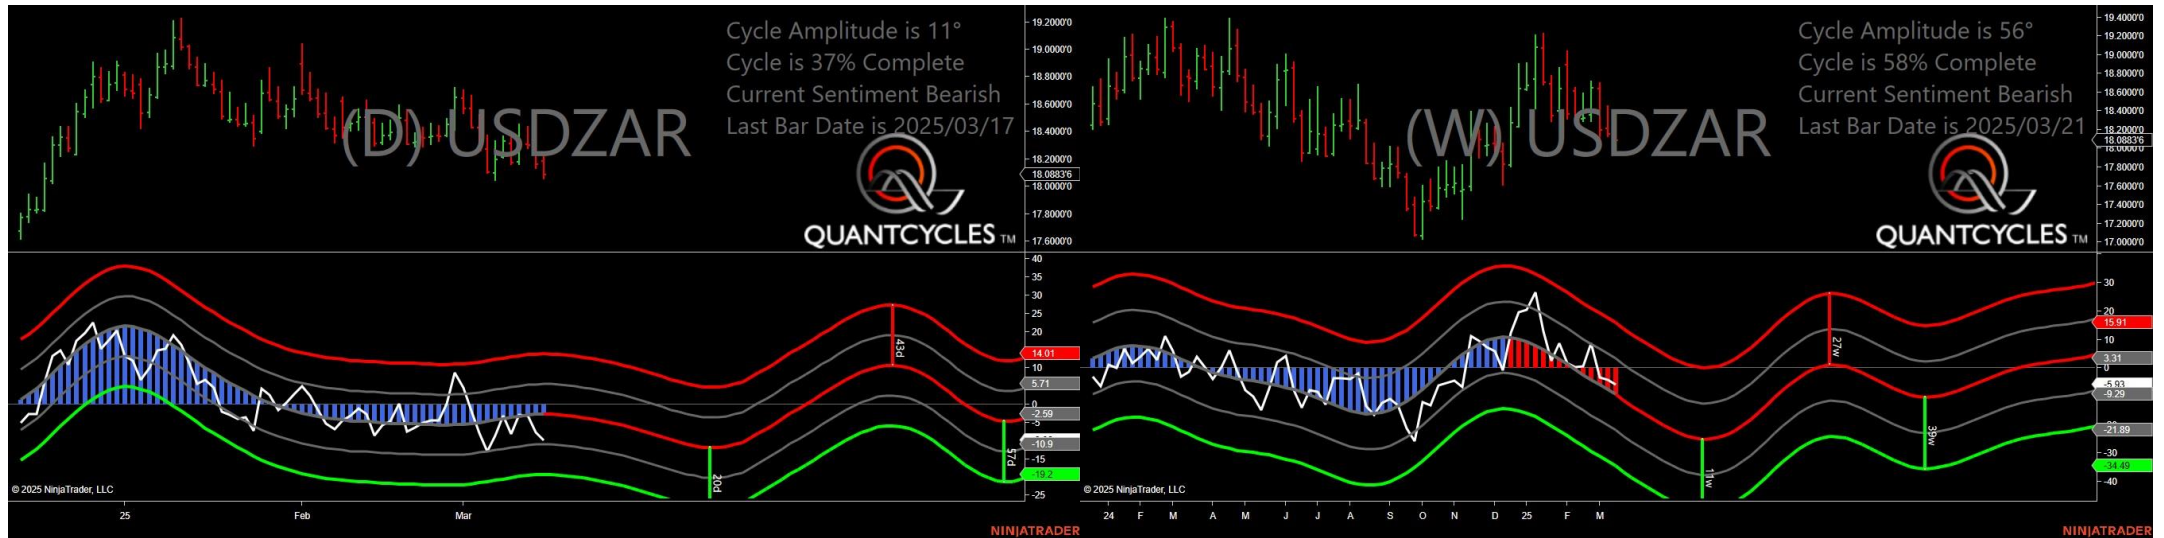 Cycle Amplitude is 11°
Cycle is 37% Complete
Current Sentiment Bearish
Last Bar Date is 2025/03/17
(D) USDZAR
QUANTCYCLES TM
19.2000'0
19.0000'0
18.8000'0
18.6000'0
18.4000'0
18.2000'0
18.0883'6
18.0000'0
17.8000'0
17.6000'0
40
35
30
25
20
14.01
10
5.71
0
-2.59
-5
-10.9
-15
-19.2
-25
43d
20d
57d
© 2025 NinjaTrader, LLC
25
Feb
Mar
NINJATRADER
Cycle Amplitude is 56°
Cycle is 58% Complete
Current Sentiment Bearish
Last Bar Date is 2025/03/21
(W) USDZAR
QUANTCYCLES TM
19.4000'0
19.2000'0
19.0000'0
18.8000'0
18.6000'0
18.4000'0
18.2000'0
18.0883'6
18.0000'0
17.8000'0
17.6000'0
17.4000'0
17.2000'0
17.0000'0
30
20
15.91
10
3.31
0
-5.93
-9.29
-21.89
-30
-34.49
-40
27w
11w
39w
© 2025 NinjaTrader, LLC
24
F
M
A
M
J
J
A
S
O
N
D
25
F
M
NINJATRADER